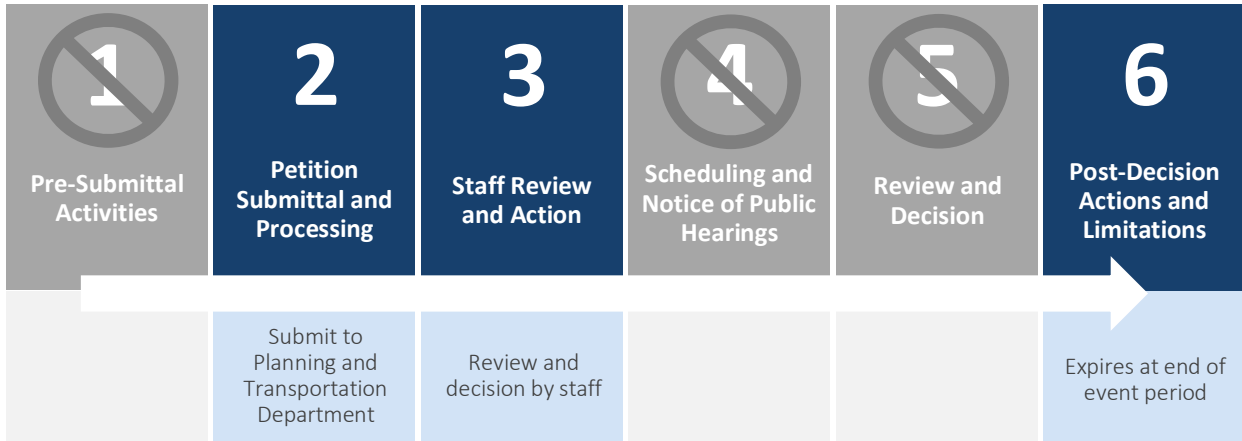 1
Pre-Submittal
Activities
2
Petition
Submittal and
Processing
Submit to
Planning and
Transportation
Department
3
Staff Review
and Action
Review and
decision by staff
4
Scheduling and
Notice of Public
Hearings
5
Review and
Decision
6
Post-Decision
Actions and
Limitations
Expires at end of
event period